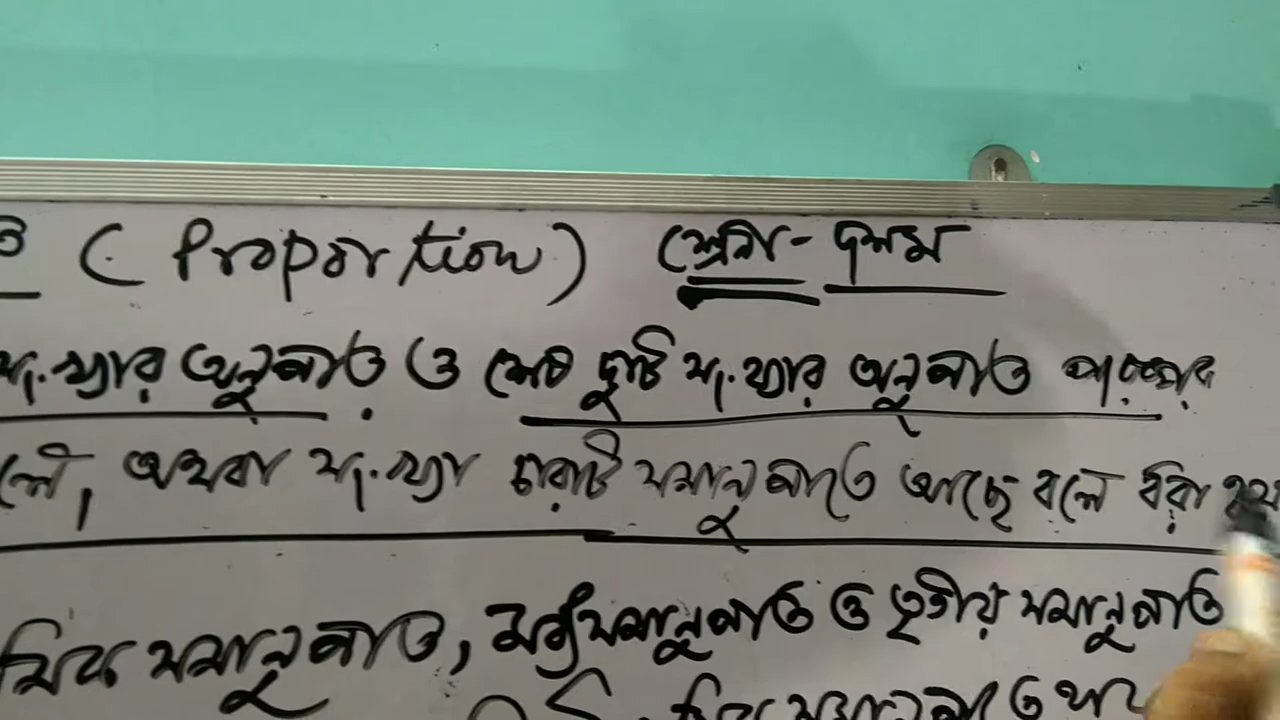 (Proportion) শ্রেণী - দশম
সংখ্যার অনুপাত ও শেষ দুটি সংখ্যার অনুপাত পরস্পর
অথবা সংখ্যা চারটি সমানুপাতে আছে বলে ধরা হয়
সমানুপাত, মধ্যসমানুপাত ও তৃতীয় সমানুপাত